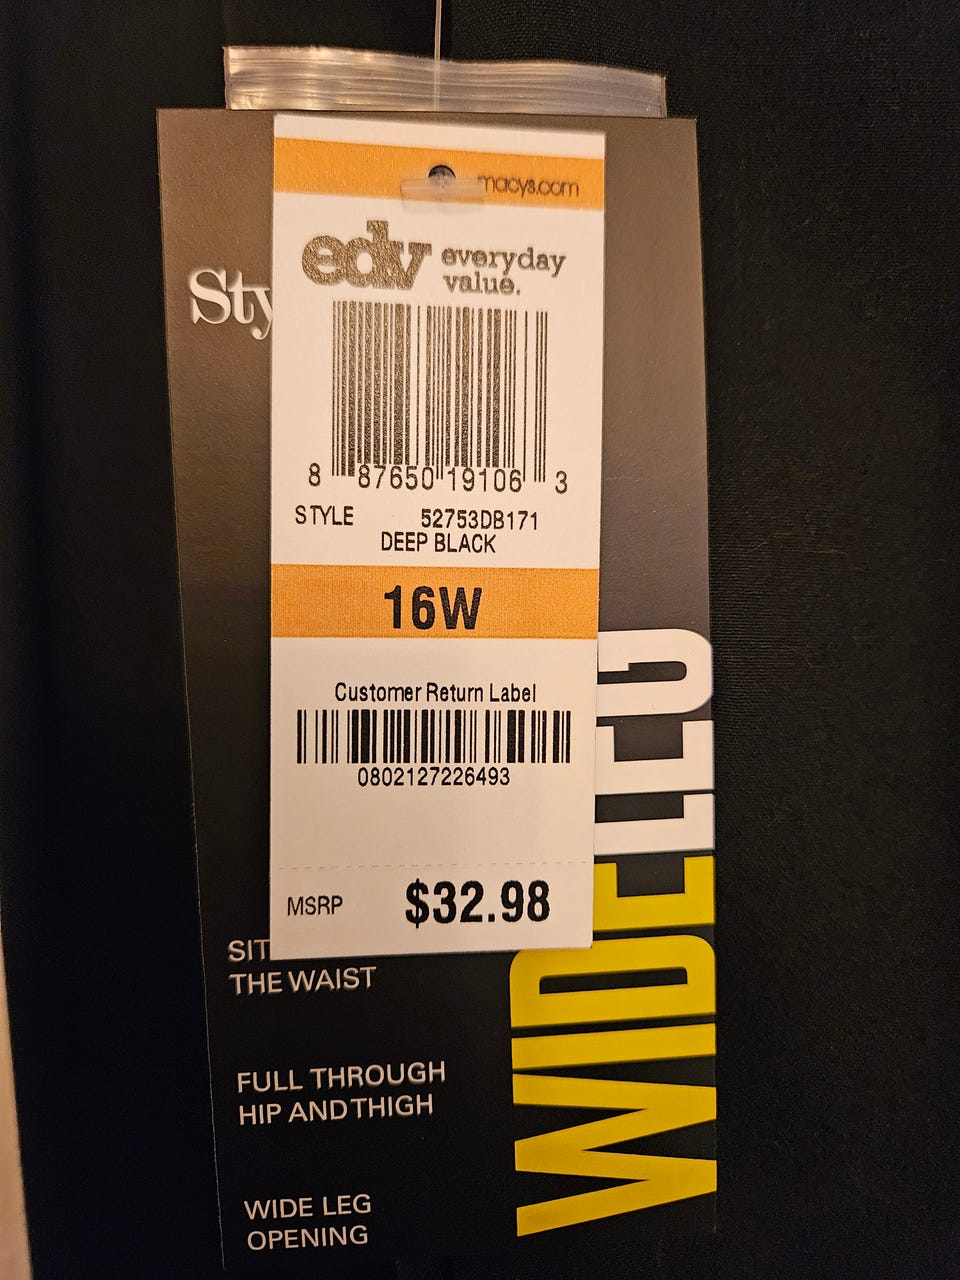 macys.com
edv everyday
value.
8 87650 19106 3
STYLE 52753DB171
DEEP BLACK
16W
Customer Return Label
0802127226493
MSRP $32.98
Sty
SIT
THE WAIST
FULL THROUGH
HIP AND THIGH
WIDE LEG
OPENING
WIDE LEG